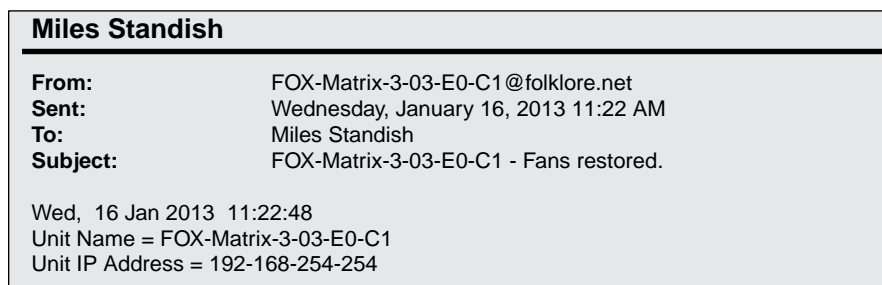 Miles Standish
From: FOX-Matrix-3-03-E0-C1@folklore.net
Sent: Wednesday, January 16, 2013 11:22 AM
To: Miles Standish
Subject: FOX-Matrix-3-03-E0-C1 - Fans restored.
Wed,  16 Jan 2013  11:22:48
Unit Name = FOX-Matrix-3-03-E0-C1
Unit IP Address = 192-168-254-254